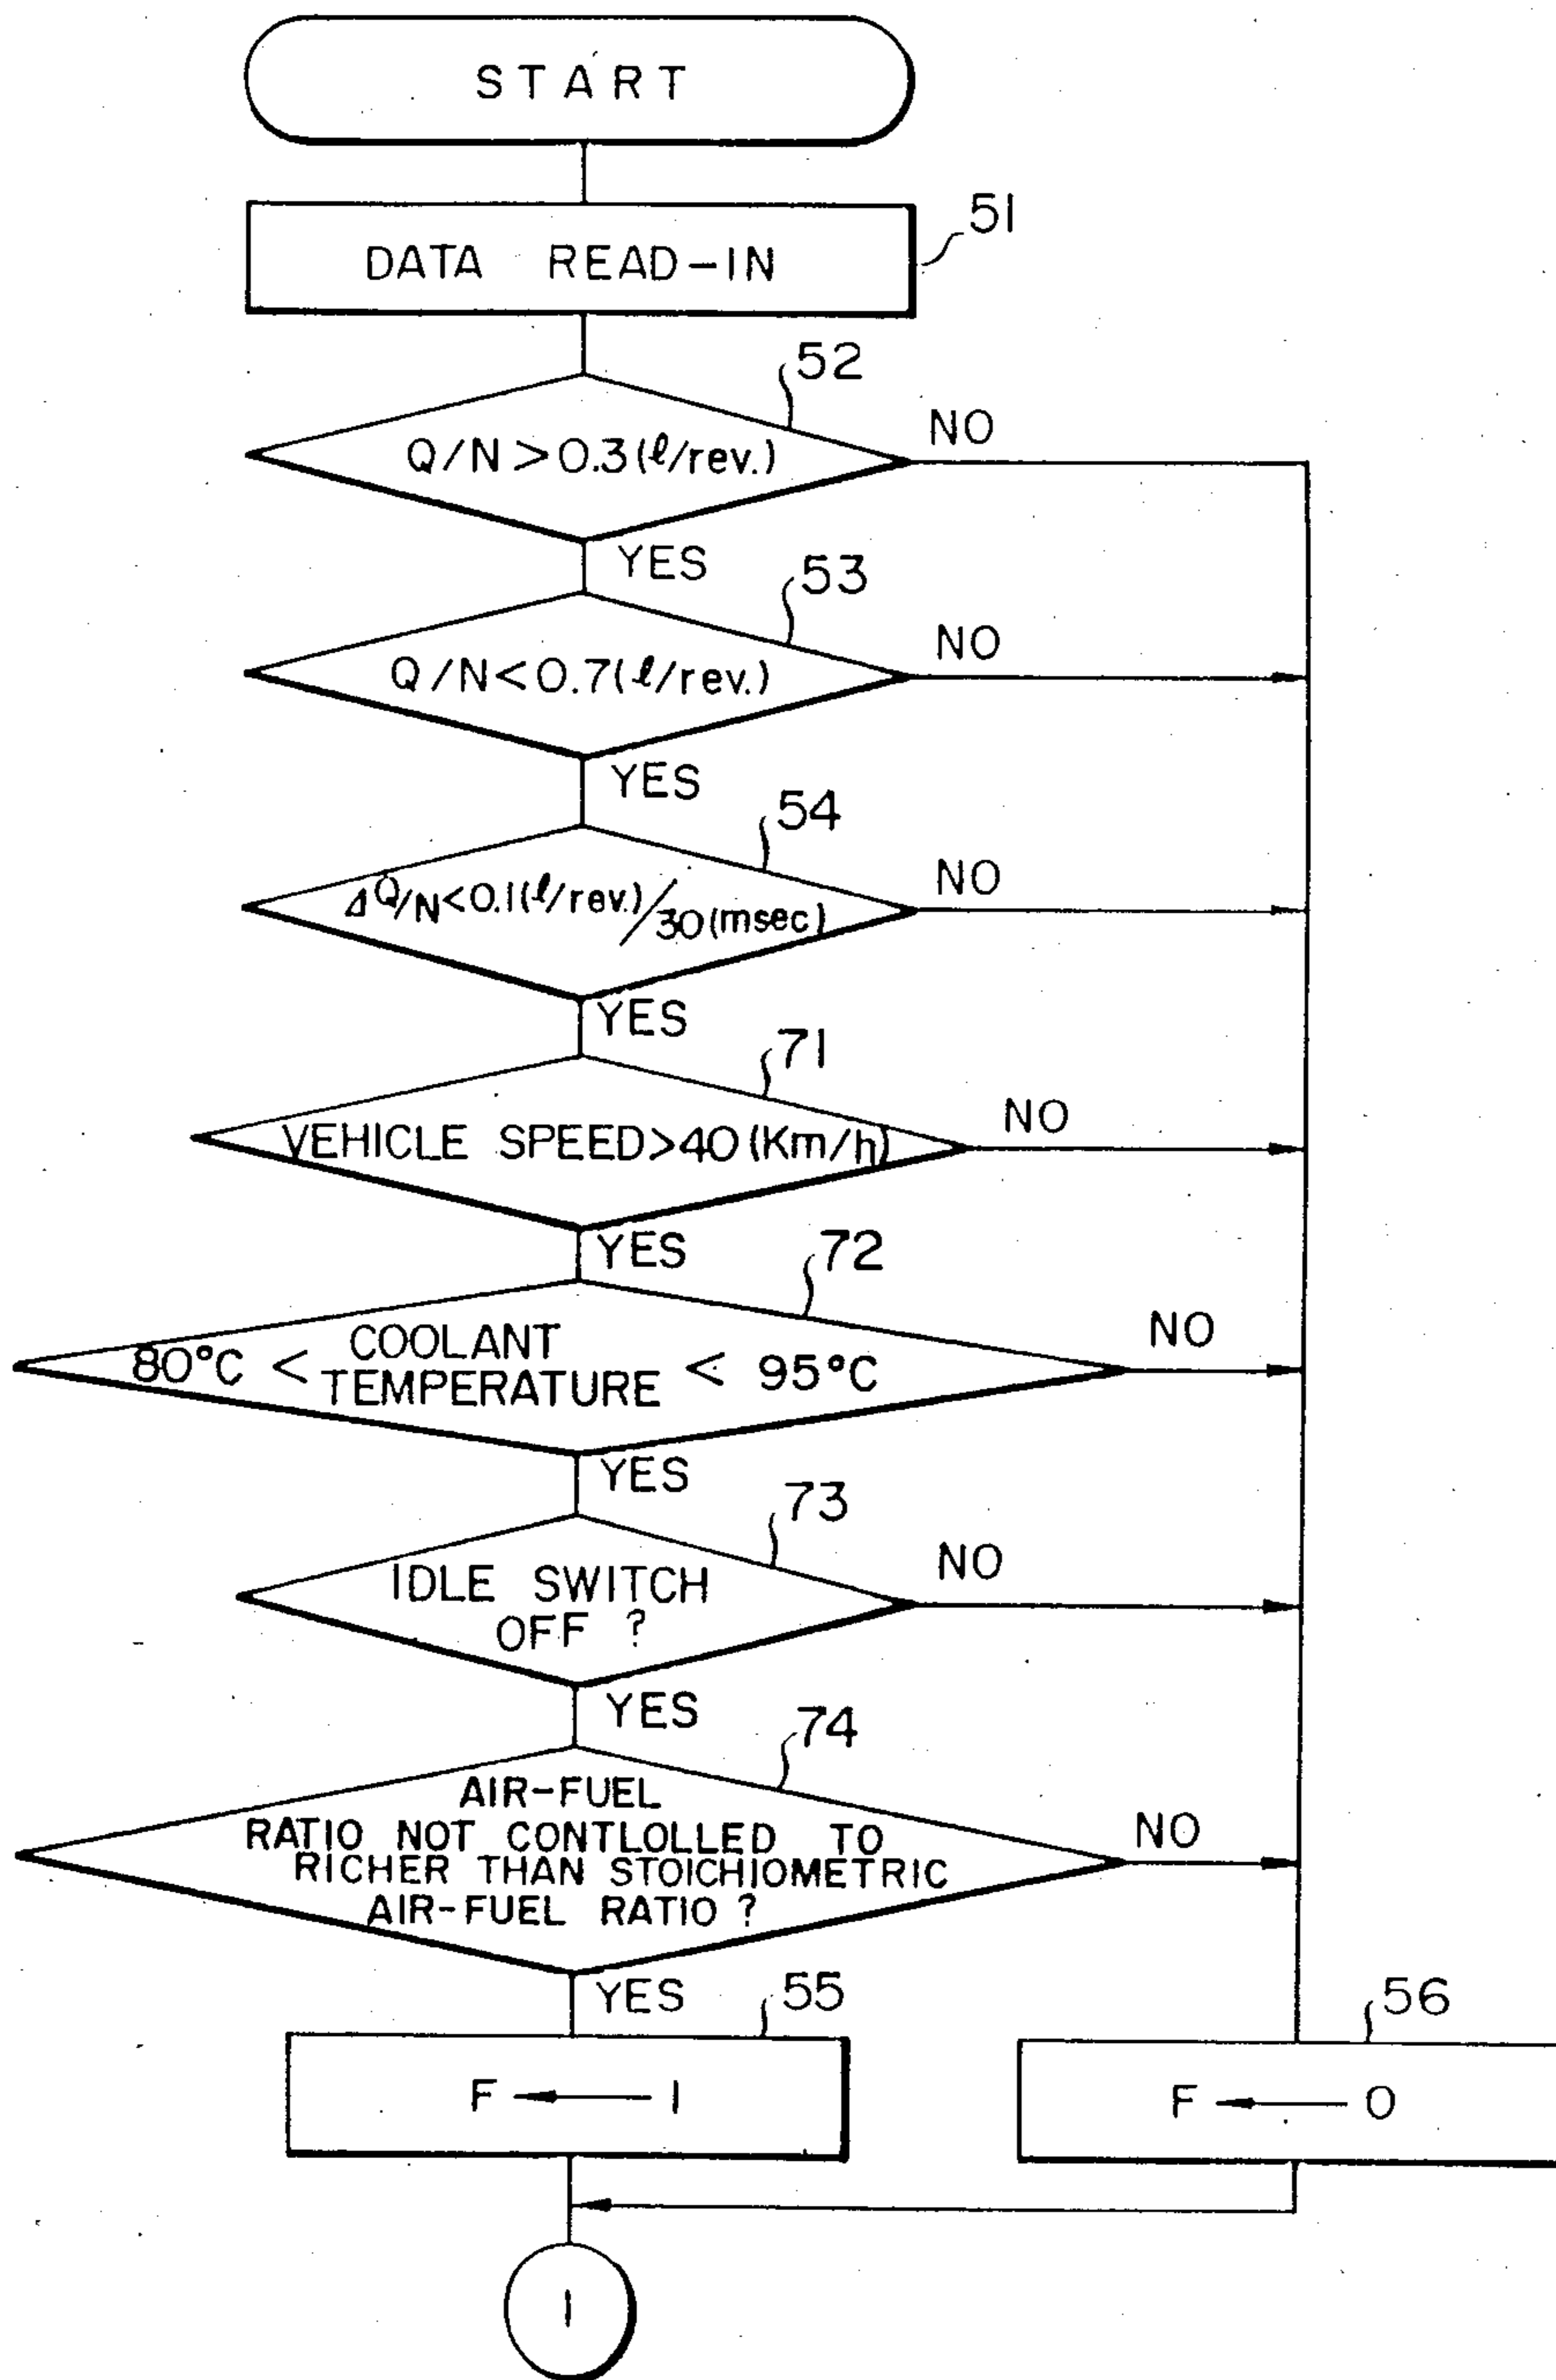 START
DATA READ-IN
51
52
Q/N > 0.3 (ℓ/rev.)
NO
YES
53
Q/N < 0.7 (ℓ/rev.)
NO
YES
54
ΔQ/N < 0.1 (ℓ/rev.)/30 (msec)
NO
YES
71
VEHICLE SPEED > 40 (Km/h)
NO
YES
72
80°C < COOLANT TEMPERATURE < 95°C
NO
YES
73
IDLE SWITCH
OFF ?
NO
YES
74
AIR-FUEL
RATIO NOT CONTLOLLED TO
RICHER THAN STOICHIOMETRIC
AIR-FUEL RATIO ?
NO
YES
55
F ← 1
56
F ← 0
1